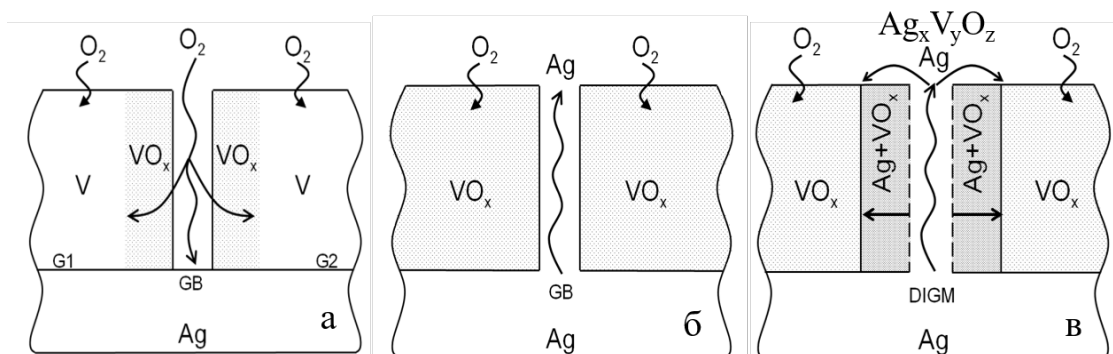 O₂ O₂ O₂
VOₓ VOₓ
V V
G1 G2
GB
Ag а
O₂ Ag O₂
VOₓ VOₓ
GB
Ag б
AgₓVᵧO_z
O₂ Ag O₂
Ag+VOₓ Ag+VOₓ
VOₓ VOₓ
DIGM
Ag в